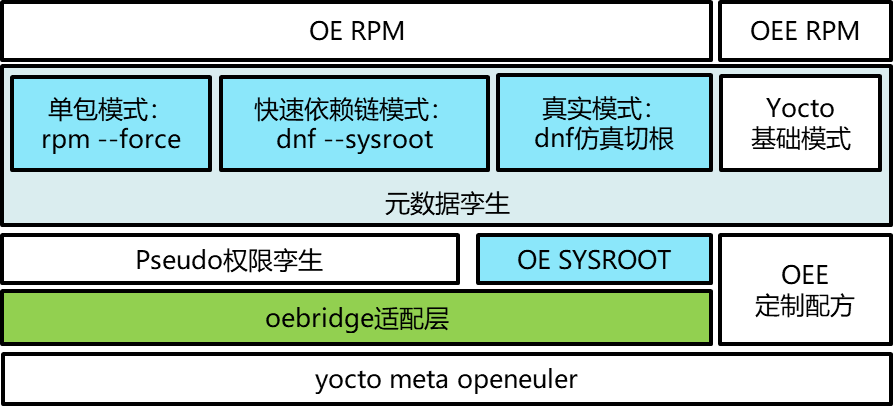 OE RPM
OEE RPM
单包模式：
rpm --force
快速依赖链模式：
dnf --sysroot
真实模式：
dnf仿真切根
Yocto
基础模式
元数据孪生
Pseudo权限孪生
OE SYSROOT
OEE
定制配方
oebridge适配层
yocto meta openeuler